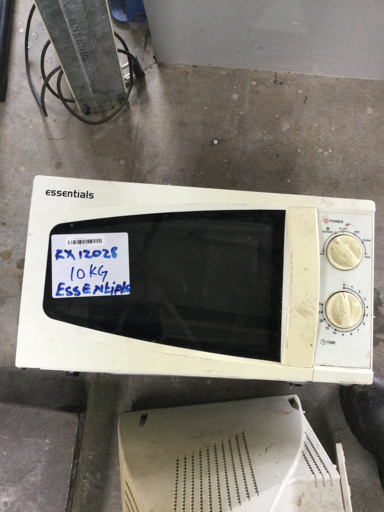 essentials
EX12028
10KG
ESSENtiALS
POWER
TIME